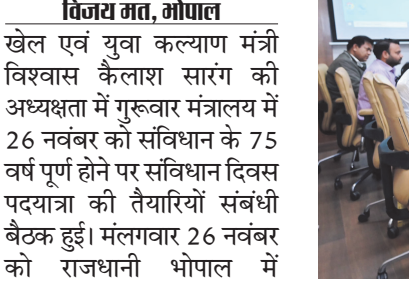 विजय मत, भोपाल
खेल एवं युवा कल्याण मंत्री
विश्वास कैलाश सारंग की
अध्यक्षता में गुरूवार मंत्रालय में
26 नवंबर को संविधान के 75
वर्ष पूर्ण होने पर संविधान दिवस
पदयात्रा की तैयारियों संबंधी
बैठक हुई। मंलगवार 26 नवंबर
को राजधानी भोपाल में